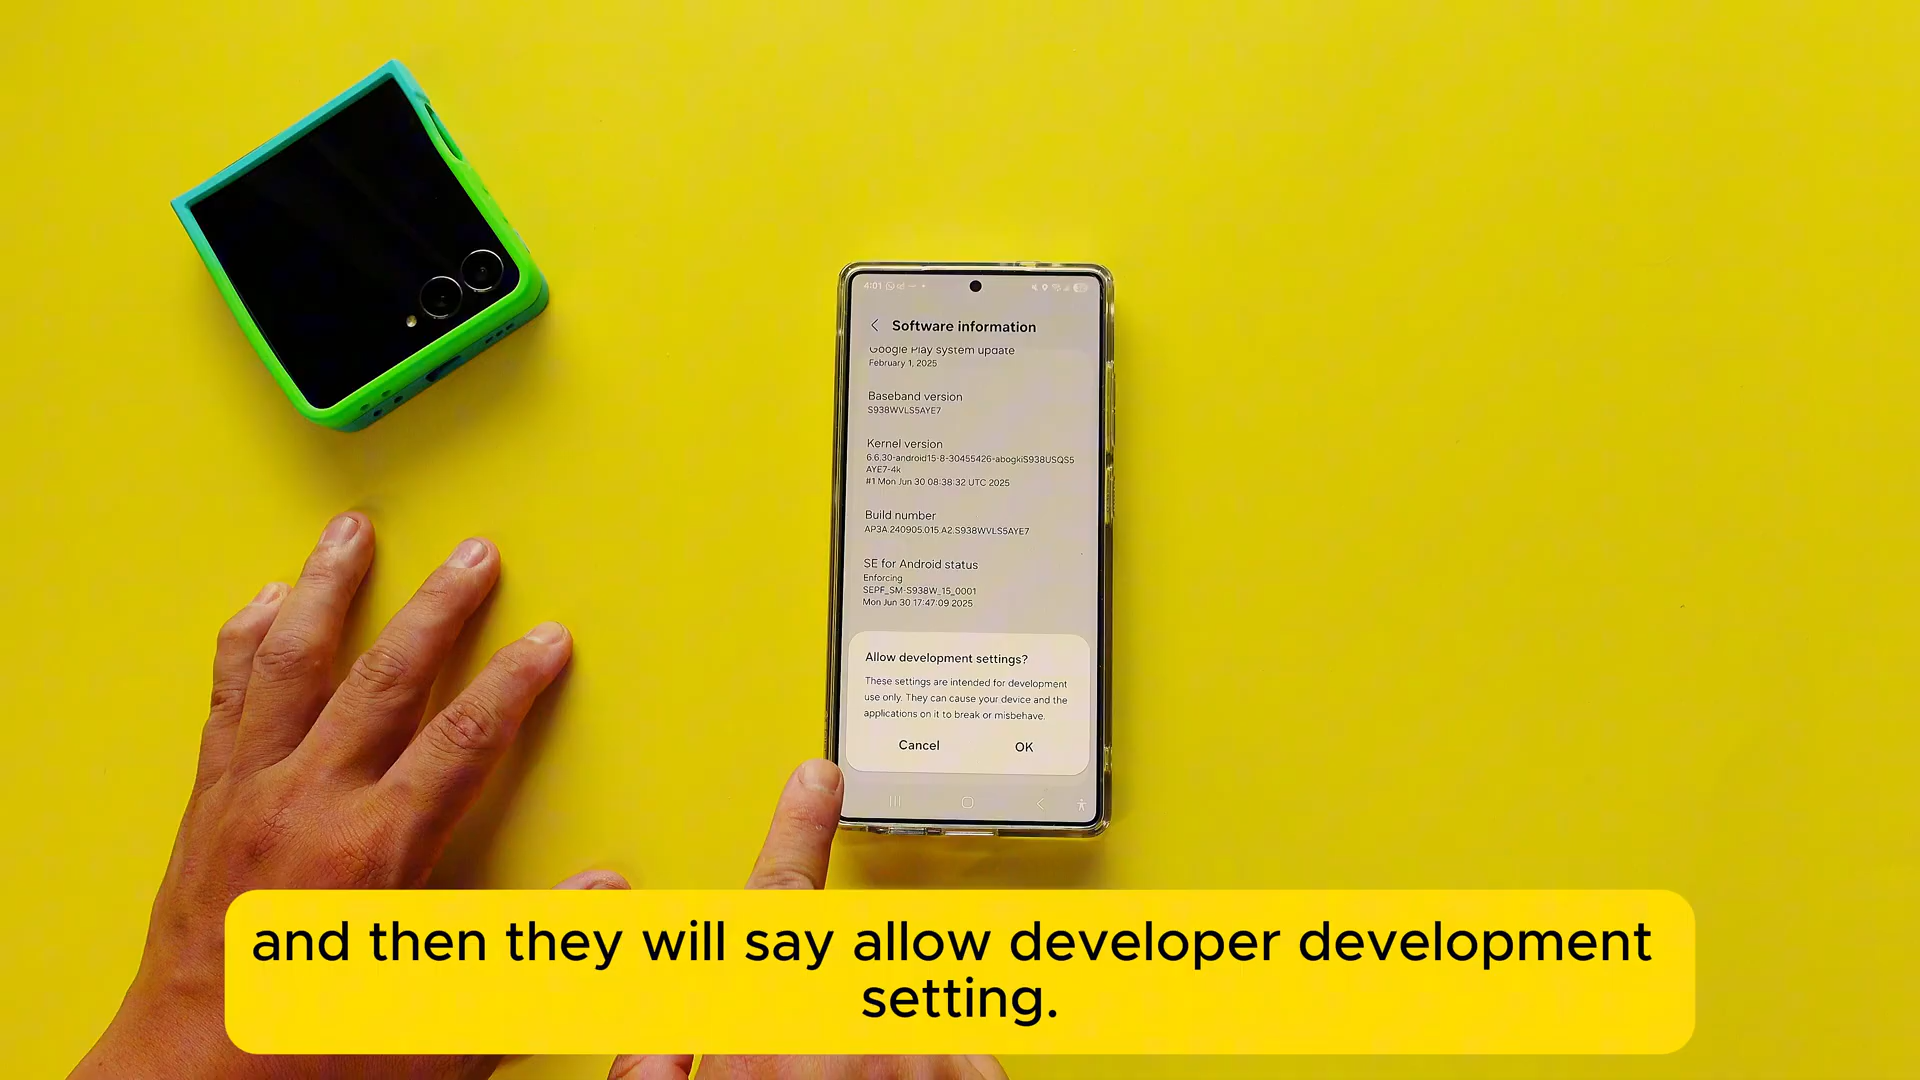 4:01
Software information
Google Play system update
February 1, 2025
Baseband version
S938WVLS5AYE7
Kernel version
6.6.30-android15-8-30455426-abogkiS938USQS5
AYE7-4k
#1 Mon Jun 30 08:38:32 UTC 2025
Build number
AP3A.240905.015.A2.S938WVLS5AYE7
SE for Android status
Enforcing
SEPF_SM-S938W_15_0001
Mon Jun 30 17:47:09 2025
Allow development settings?
These settings are intended for development
use only. They can cause your device and the
applications on it to break or misbehave.
Cancel OK
and then they will say allow developer development
setting.